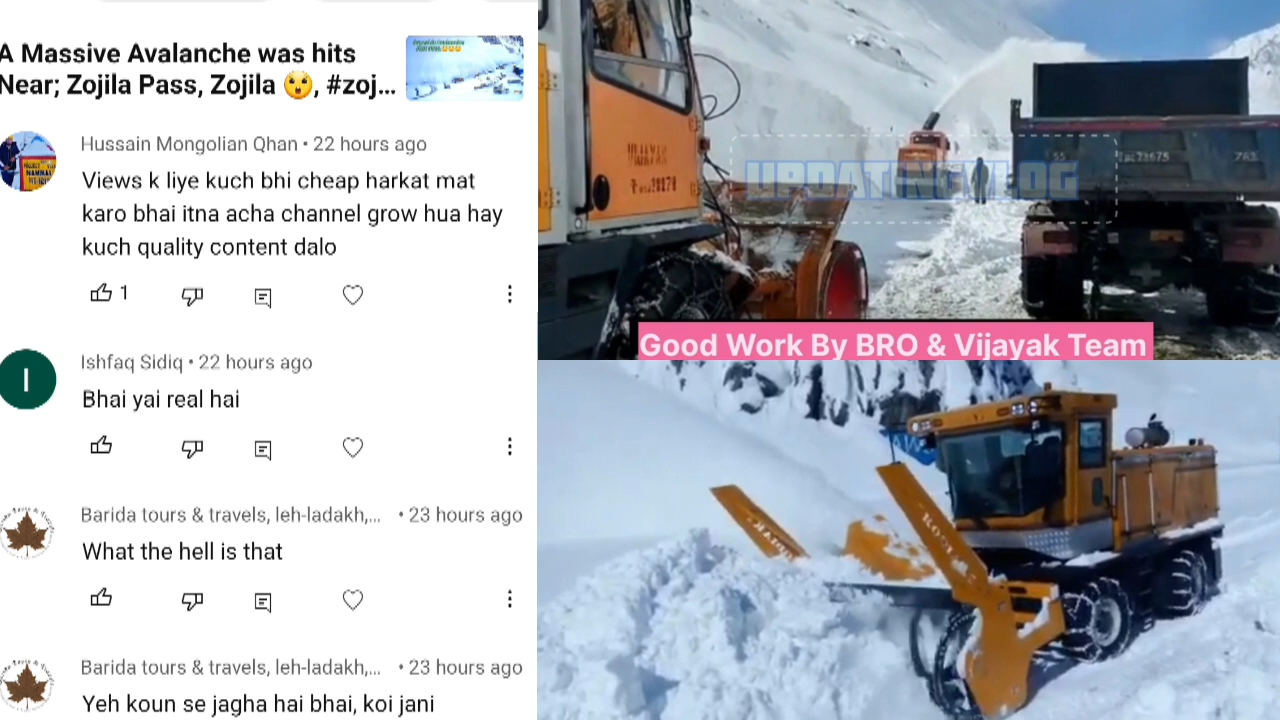 A Massive Avalanche was hits
Near; Zojila Pass, Zojila 😲, #zoj...
Hussain Mongolian Qhan • 22 hours ago
Views k liye kuch bhi cheap harkat mat
karo bhai itna acha channel grow hua hay
kuch quality content dalo
1
I
Ishfaq Sidiq • 22 hours ago
Bhai yai real hai
Barida tours & travels, leh-ladakh,... • 23 hours ago
What the hell is that
Barida tours & travels, leh-ladakh,... • 23 hours ago
Yeh koun se jagha hai bhai, koi jani
UPDATING VLOG
Good Work By BRO & Vijayak Team